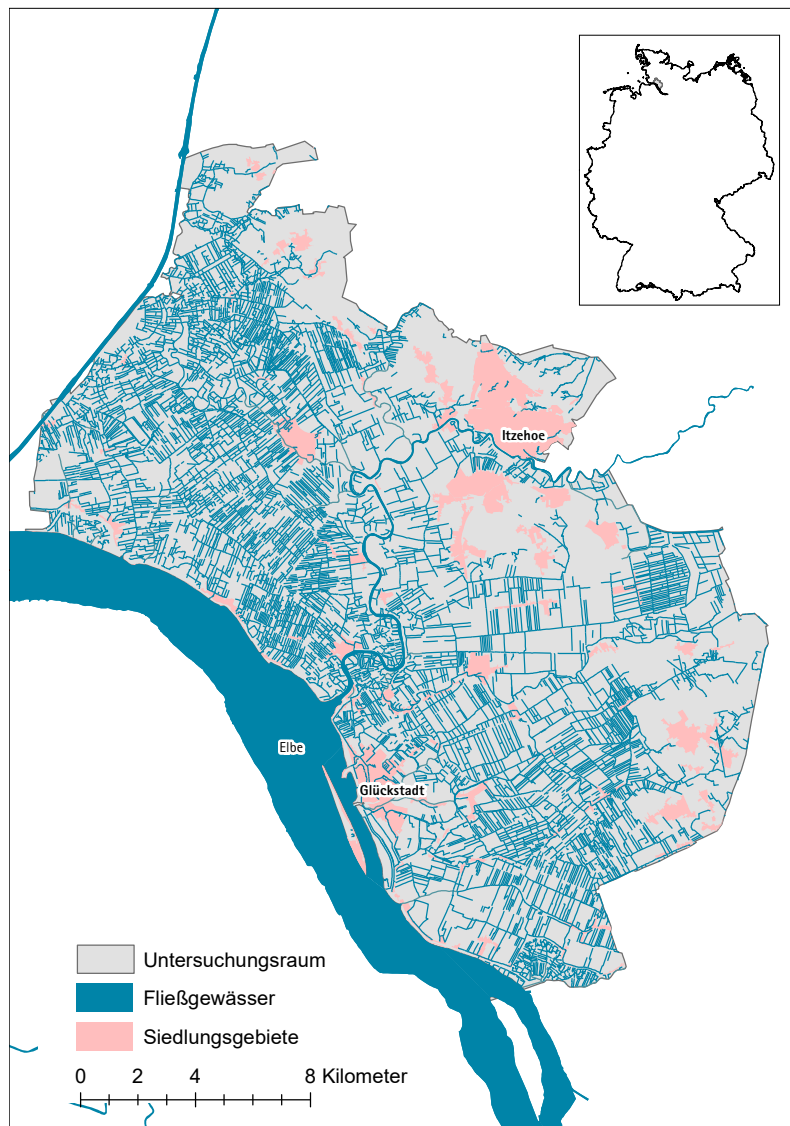 Itzehoe
Elbe
Glückstadt
Untersuchungsraum
Fließgewässer
Siedlungsgebiete
0 2 4 8 Kilometer